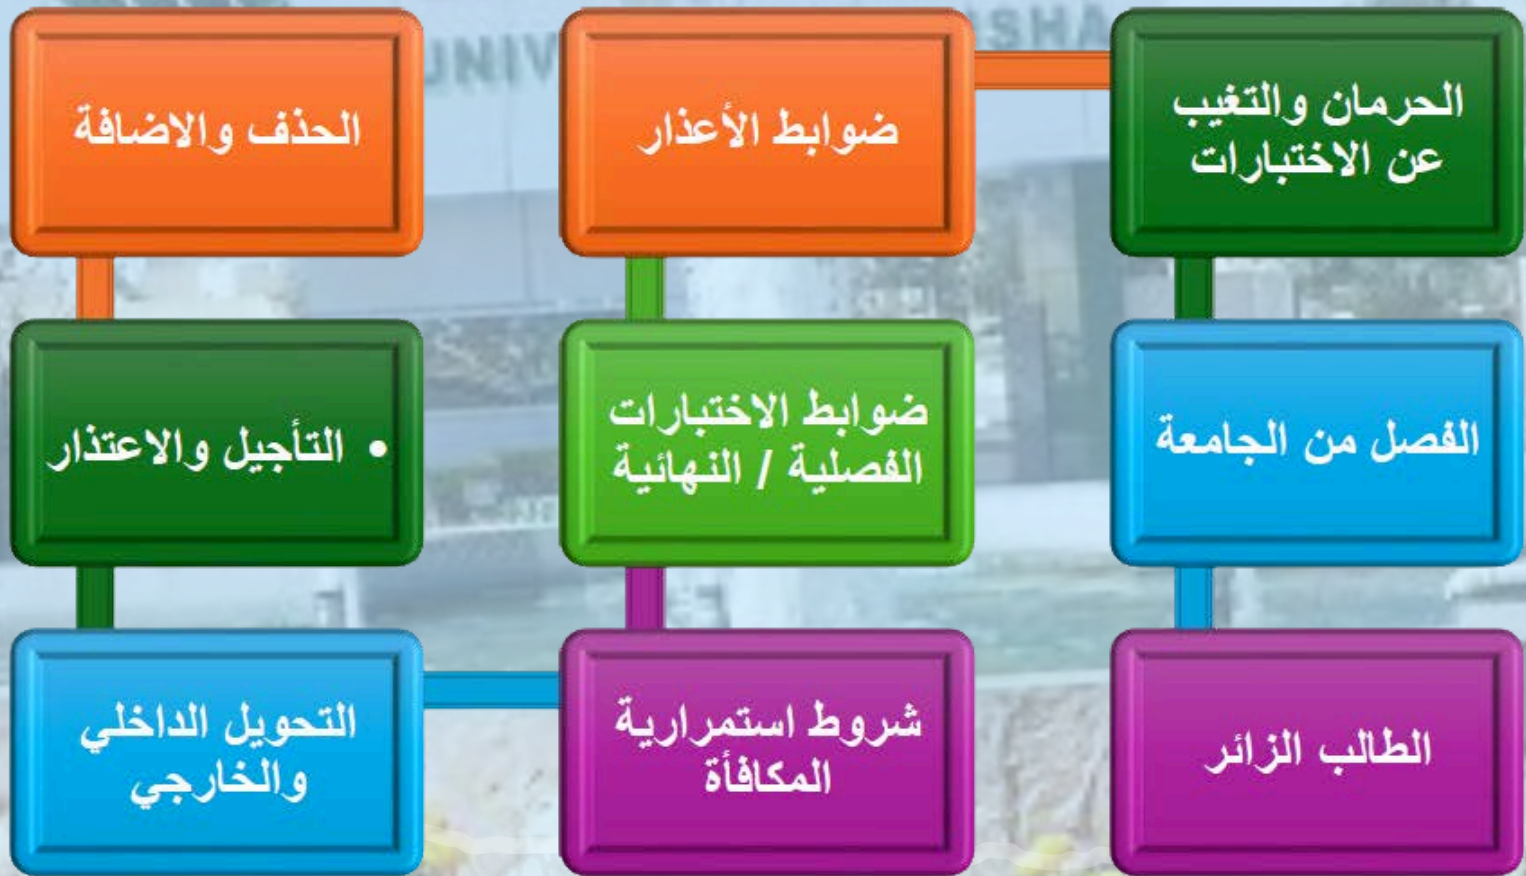 الحذف والاضافة
• التأجيل والاعتذار
التحويل الداخلي
والخارجي
شروط استمرارية
المكافأة
ضوابط الاختبارات
الفصلية / النهائية
ضوابط الأعذار
الحرمان والتغيب
عن الاختبارات
الفصل من الجامعة
الطالب الزائر